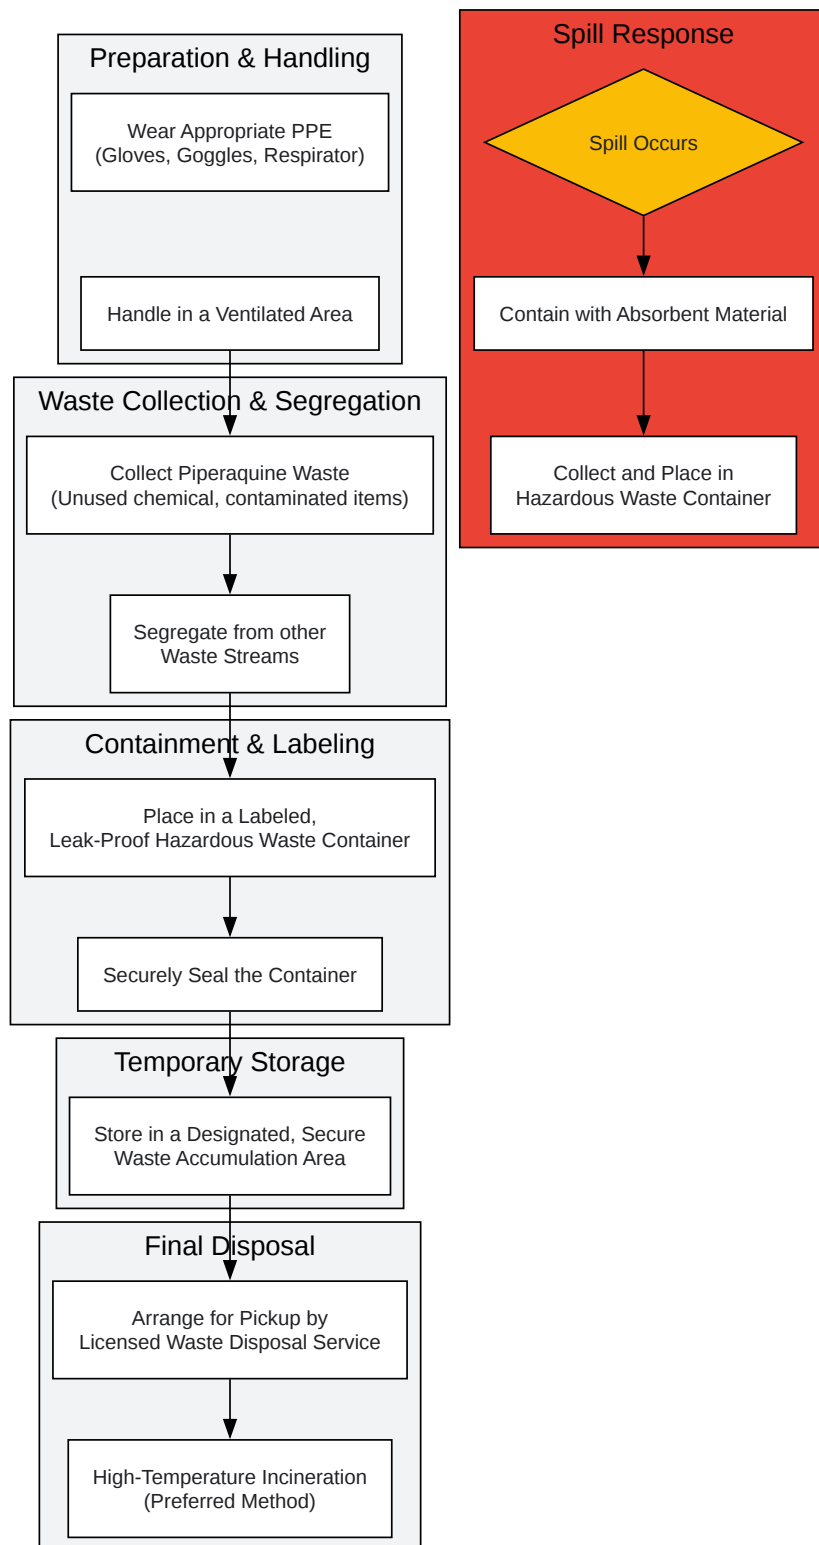 Preparation & Handling
Wear Appropriate PPE
(Gloves, Goggles, Respirator)
Handle in a Ventilated Area
Waste Collection & Segregation
Collect Piperaquine Waste
(Unused chemical, contaminated items)
Segregate from other
Waste Streams
Containment & Labeling
Place in a Labeled,
Leak-Proof Hazardous Waste Container
Securely Seal the Container
Temporary Storage
Store in a Designated, Secure
Waste Accumulation Area
Final Disposal
Arrange for Pickup by
Licensed Waste Disposal Service
High-Temperature Incineration
(Preferred Method)
Spill Response
Spill Occurs
Contain with Absorbent Material
Collect and Place in
Hazardous Waste Container